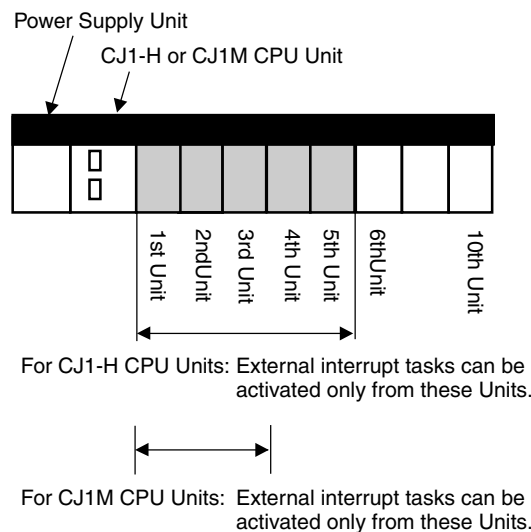 Power Supply Unit
CJ1-H or CJ1M CPU Unit
1st Unit
2ndUnit
3rd Unit
4th Unit
5th Unit
6thUnit
10th Unit
For CJ1-H CPU Units: External interrupt tasks can be
activated only from these Units.
For CJ1M CPU Units: External interrupt tasks can be
activated only from these Units.